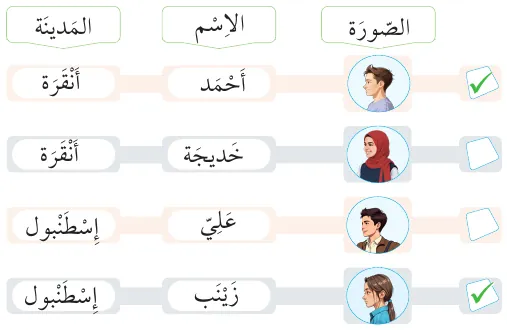 الصّورَة الاِسْم المَدينَة
أَحْمَد أَنْقَرَة
خَديجَة أَنْقَرَة
عَلِيّ إِسْطَنْبول
زَيْنَب إِسْطَنْبول